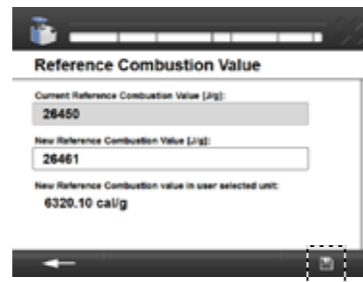 Reference Combustion Value
Current Reference Combustion Value [J/g]:
26450
New Reference Combustion Value [J/g]:
26461
New Reference Combustion value in user selected unit:
6320.10 cal/g